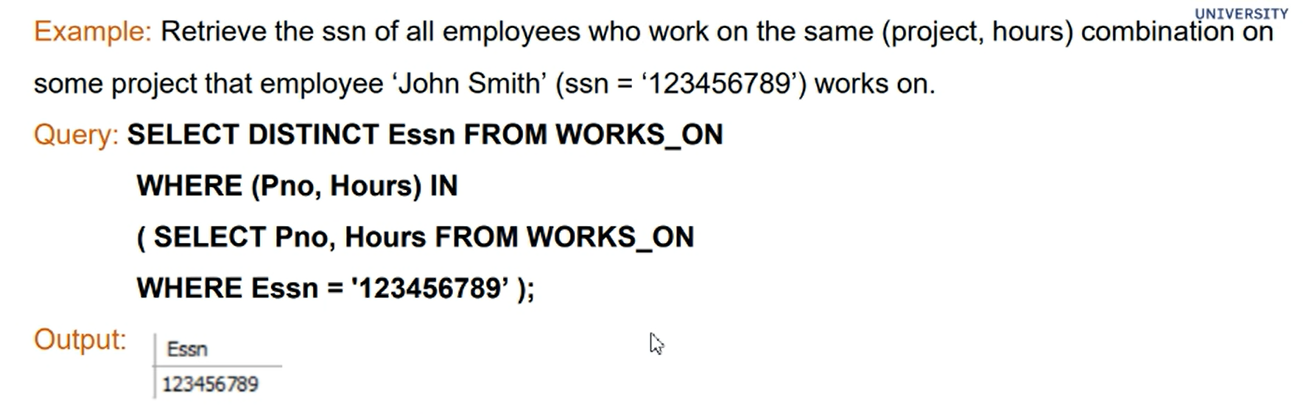 UNIVERSITY
Example: Retrieve the ssn of all employees who work on the same (project, hours) combination on
some project that employee ‘John Smith’ (ssn = ‘123456789’) works on.
Query: SELECT DISTINCT Essn FROM WORKS_ON
WHERE (Pno, Hours) IN
( SELECT Pno, Hours FROM WORKS_ON
WHERE Essn = '123456789’ );
Output:
Essn
123456789